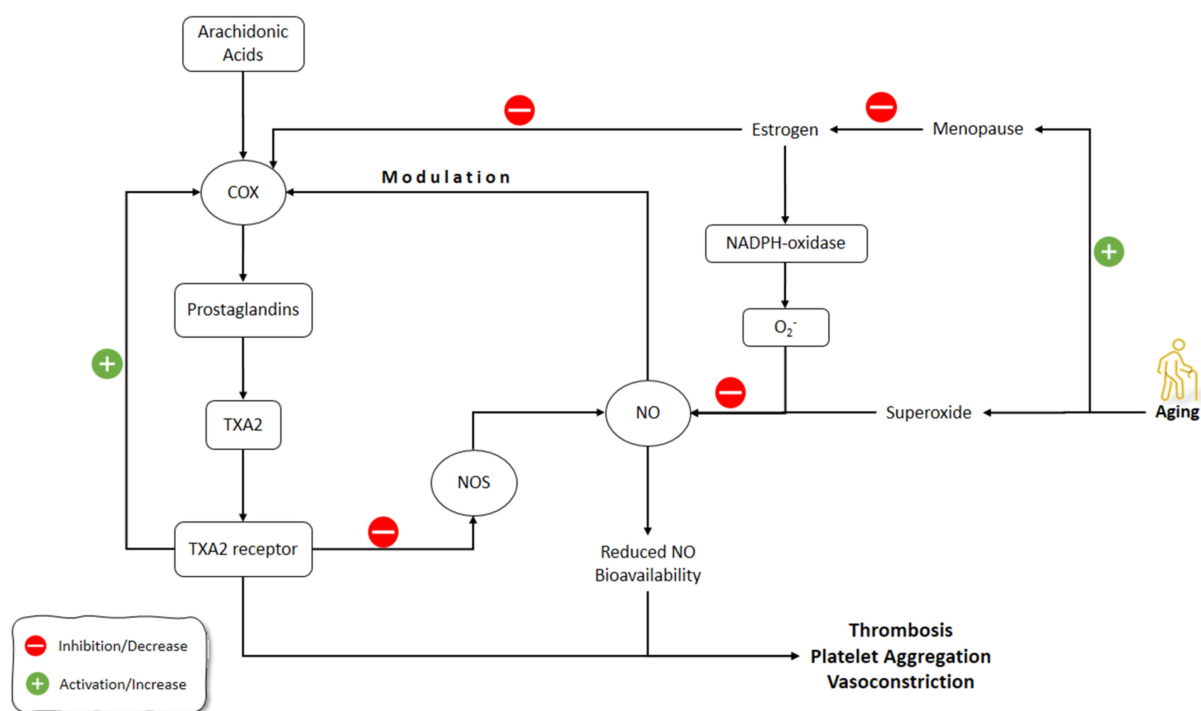 Arachidonic
Acids
Estrogen
Menopause
Modulation
COX
NADPH-oxidase
Prostaglandins
O₂⁻
TXA2
NO
Superoxide
Aging
NOS
TXA2 receptor
Reduced NO
Bioavailability
Thrombosis
Platelet Aggregation
Vasoconstriction
Inhibition/Decrease
Activation/Increase